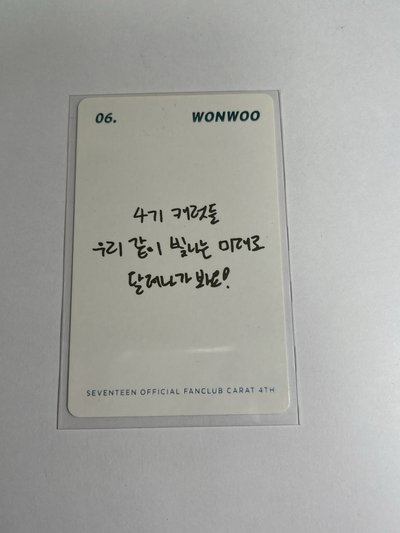 06.
WONWOO
4기 캐럿들
우리 같이 빛나는 미래로
달려나가 봐요!
SEVENTEEN OFFICIAL FANCLUB CARAT 4TH